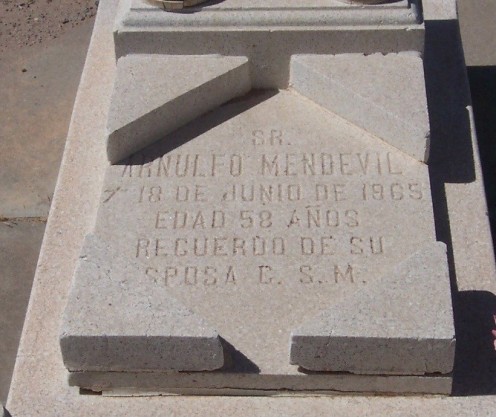 SR.
ARNULFO MENDEVIL
† 18 DE JUNIO DE 1965
EDAD 58 AÑOS
RECUERDO DE SU
SPOSA C. S. M.